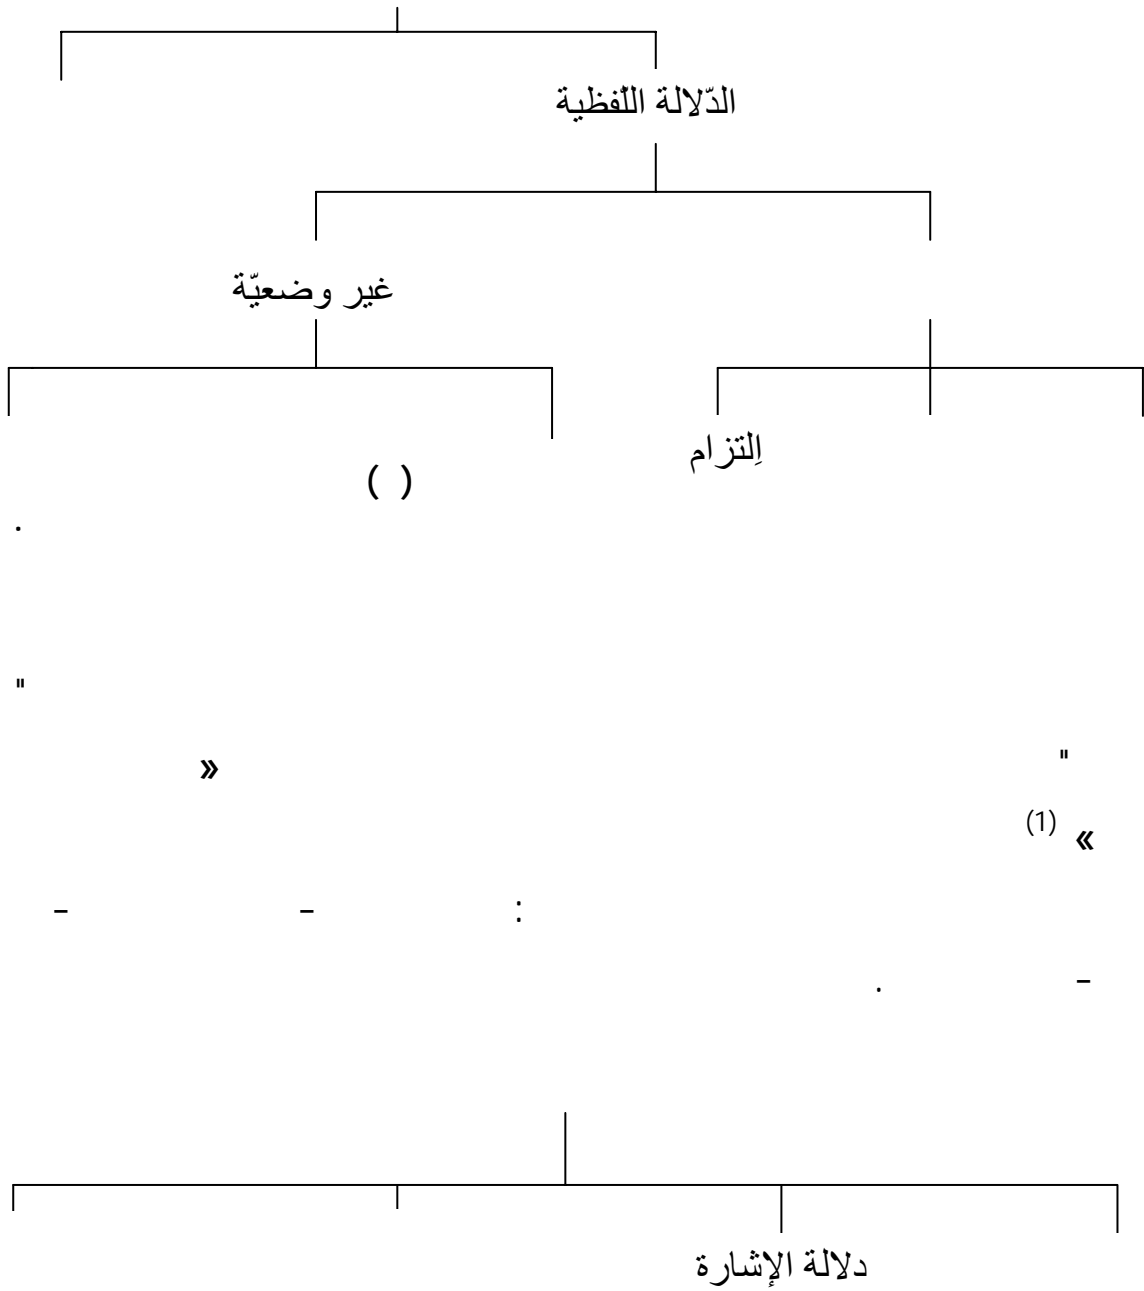 الدّلالة اللّفظية
غير وضعيّة
اِلتزام
( )
.
"
" »
« (1)
: – –
– .
دلالة الإشارة